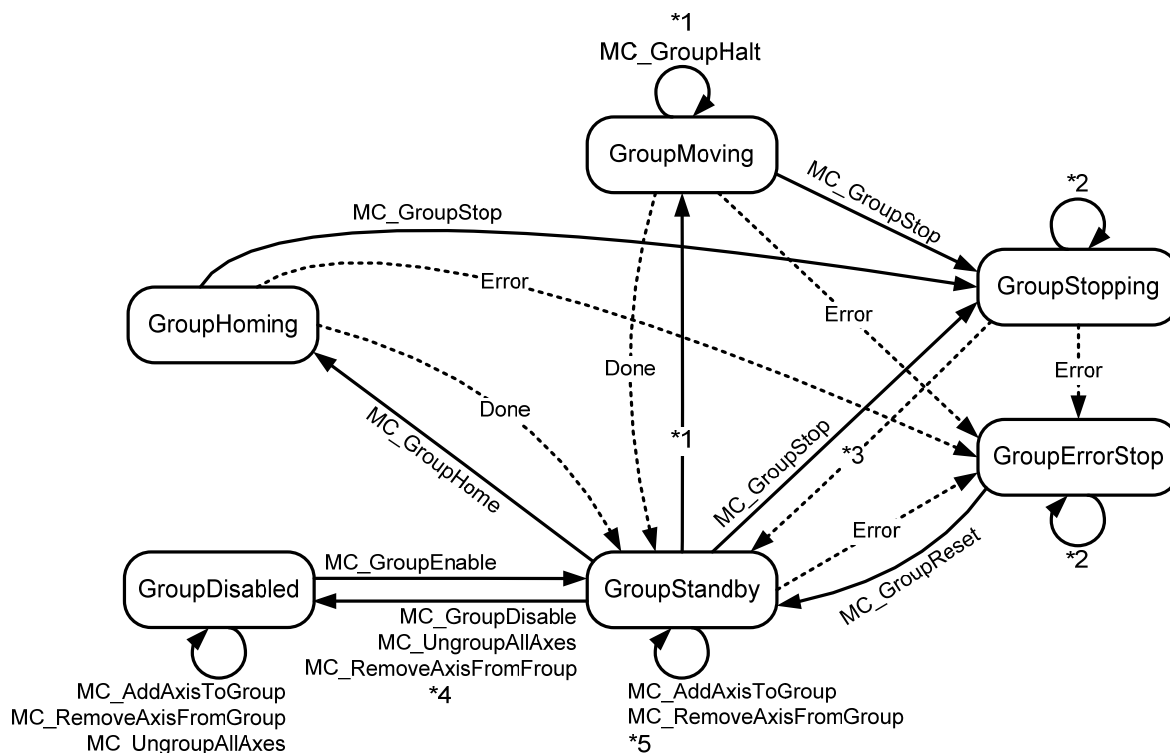 *1
MC_GroupHalt
GroupMoving
MC_GroupStop
*2
MC_GroupStop
GroupStopping
Error
GroupHoming
Error
Done
Error
Done
MC_GroupHome
*1
MC_GroupStop
*3
GroupErrorStop
Error
*2
MC_GroupReset
GroupDisabled
MC_GroupEnable
GroupStandby
MC_GroupDisable
MC_UngroupAllAxes
MC_RemoveAxisFromFroup
*4
MC_AddAxisToGroup
MC_RemoveAxisFromGroup
MC_UngroupAllAxes
MC_AddAxisToGroup
MC_RemoveAxisFromGroup
*5